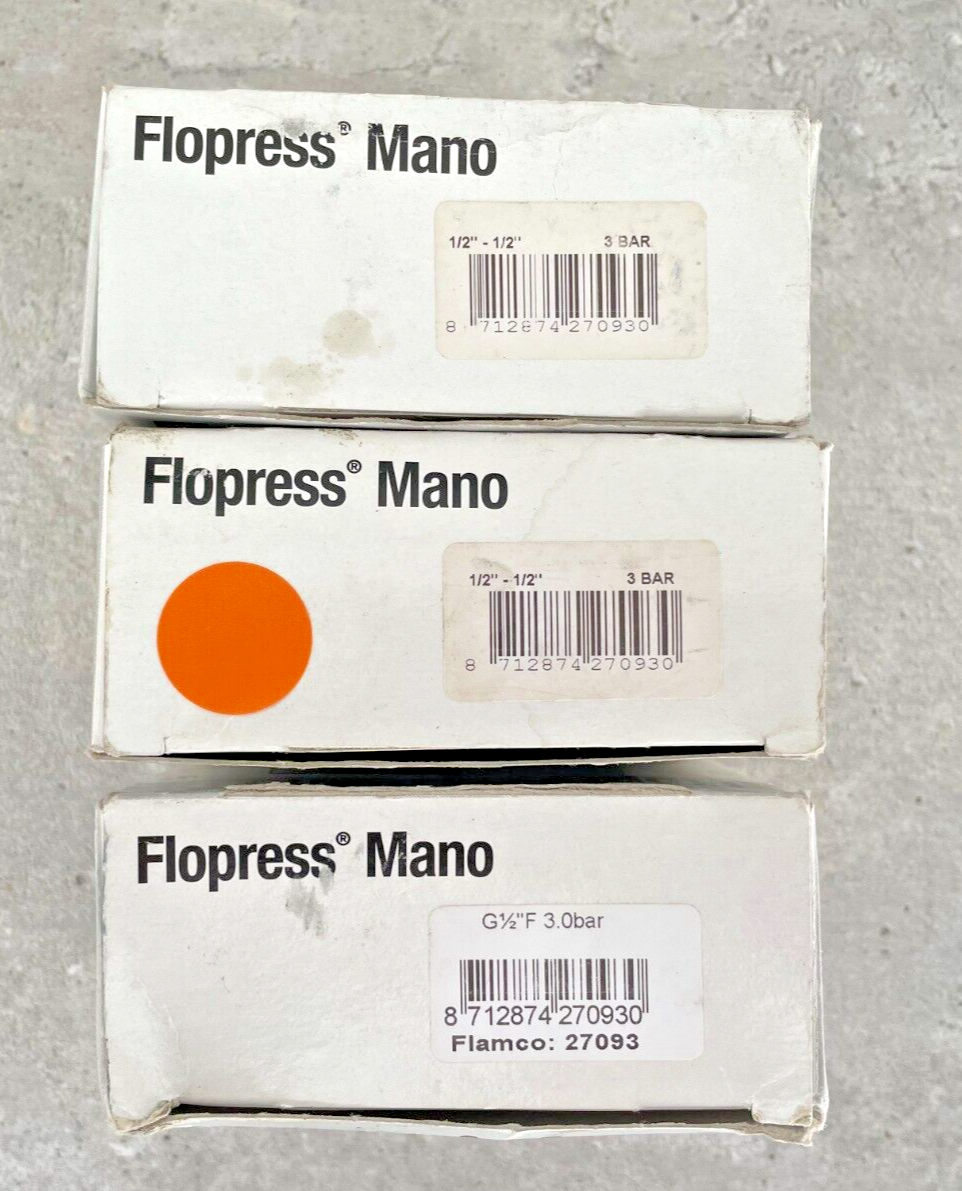 Flopress® Mano
1/2" - 1/2" 3 BAR
8 712874 270930
Flopress® Mano
1/2" - 1/2" 3 BAR
8 712874 270930
Flopress® Mano
G½"F 3.0bar
8 712874 270930
Flamco: 27093